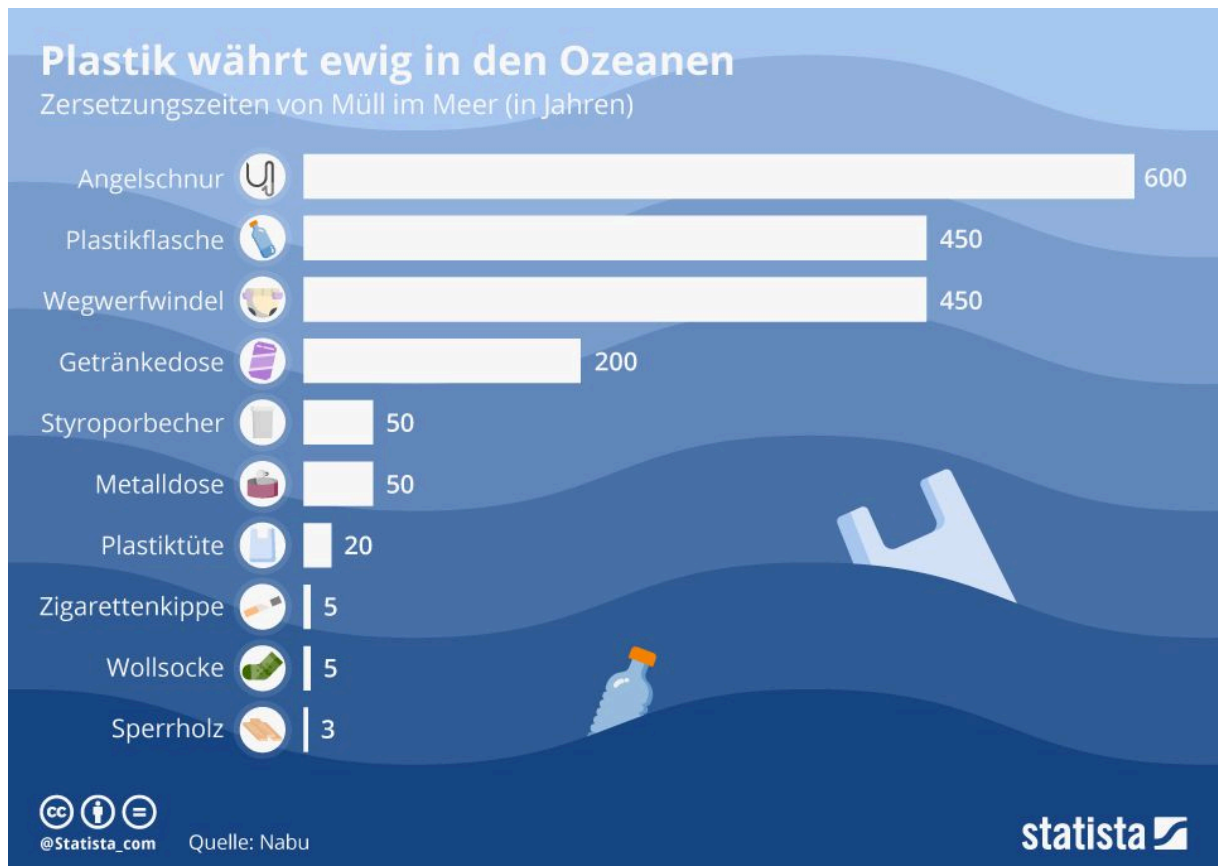 Plastik währt ewig in den Ozeanen
Zersetzungszeiten von Müll im Meer (in Jahren)
Angelschnur 600
Plastikflasche 450
Wegwerfwindel 450
Getränkedose 200
Styroporbecher 50
Metalldose 50
Plastiktüte 20
Zigarettenkippe 5
Wollsocke 5
Sperrholz 3
cc
@Statista_com Quelle: Nabu
statista